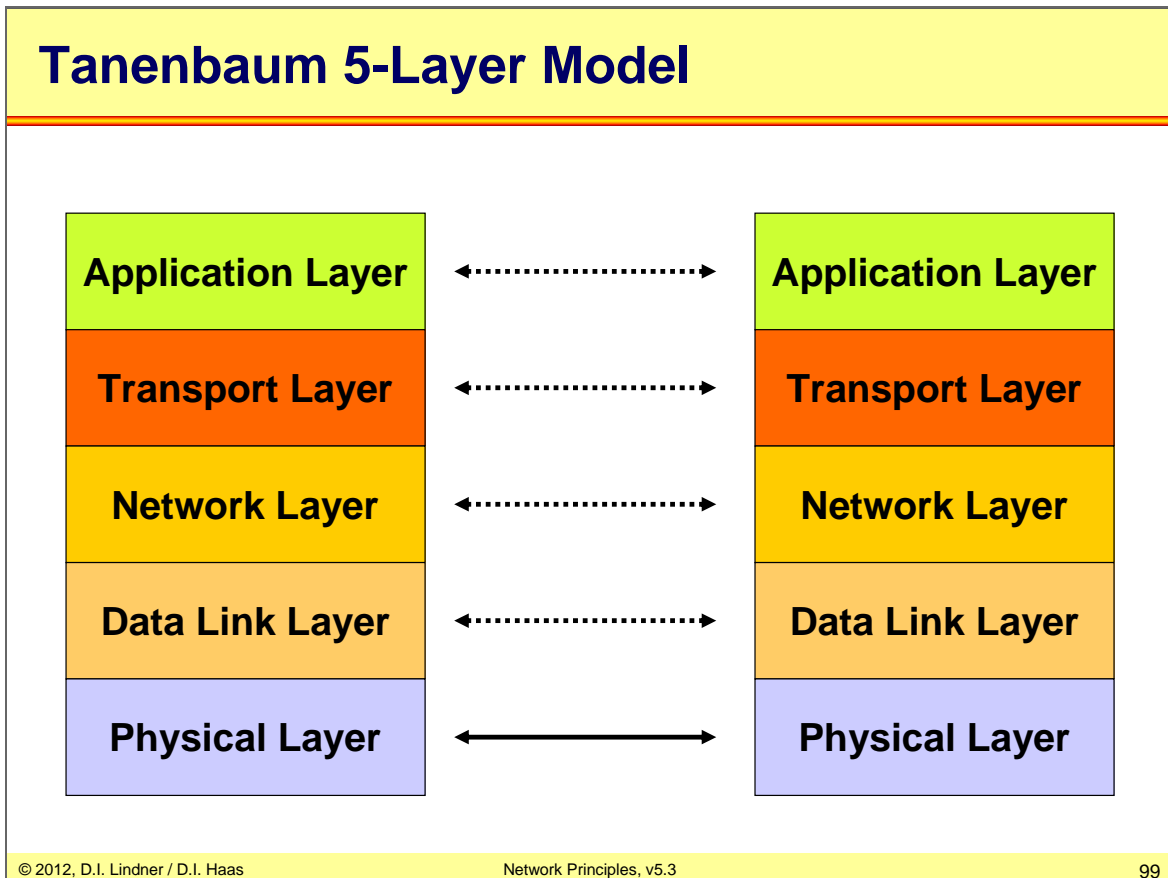 Tanenbaum 5-Layer Model
Application Layer
Application Layer
Transport Layer
Transport Layer
Network Layer
Network Layer
Data Link Layer
Data Link Layer
Physical Layer
Physical Layer
© 2012, D.I. Lindner / D.I. Haas
Network Principles, v5.3
99